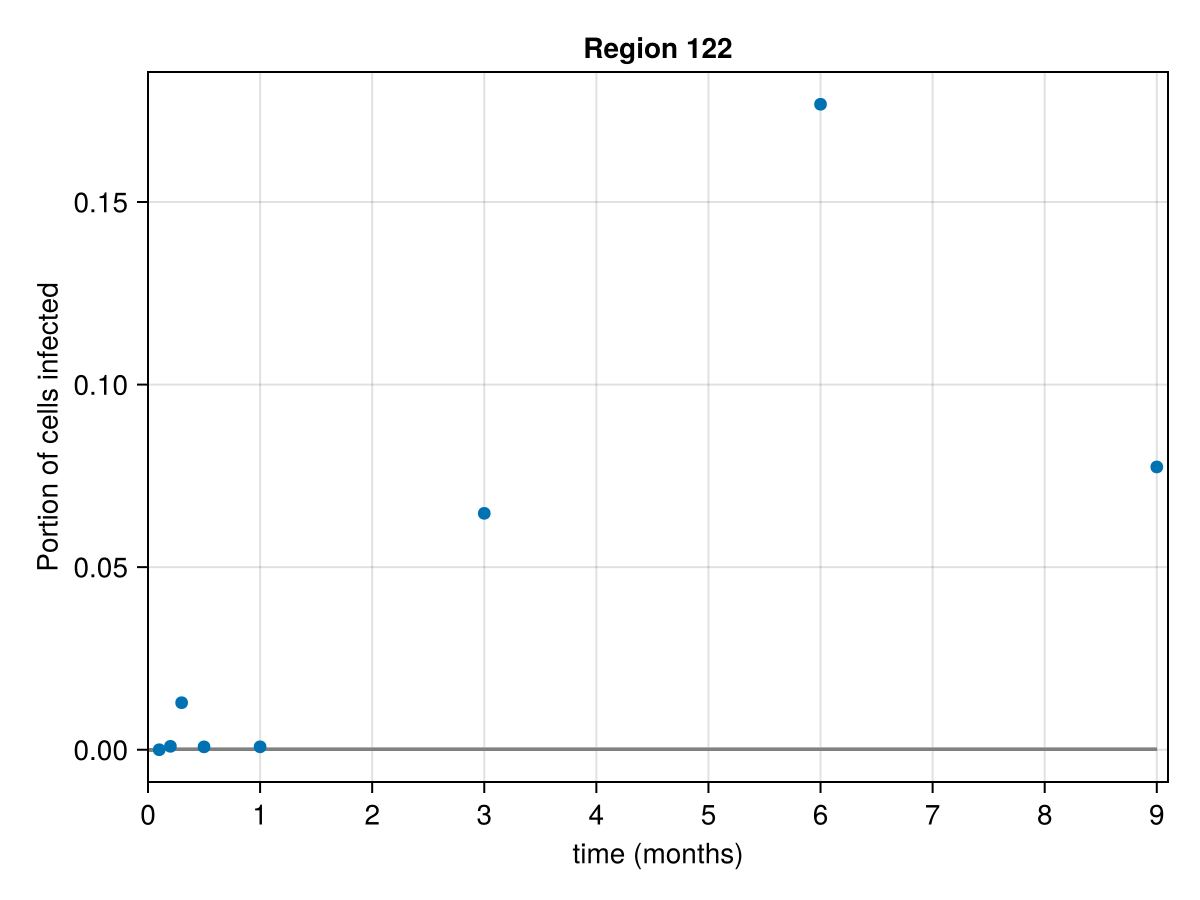 Region 122
Portion of cells infected
0.15
0.10
0.05
0.00
0 1 2 3 4 5 6 7 8 9
time (months)